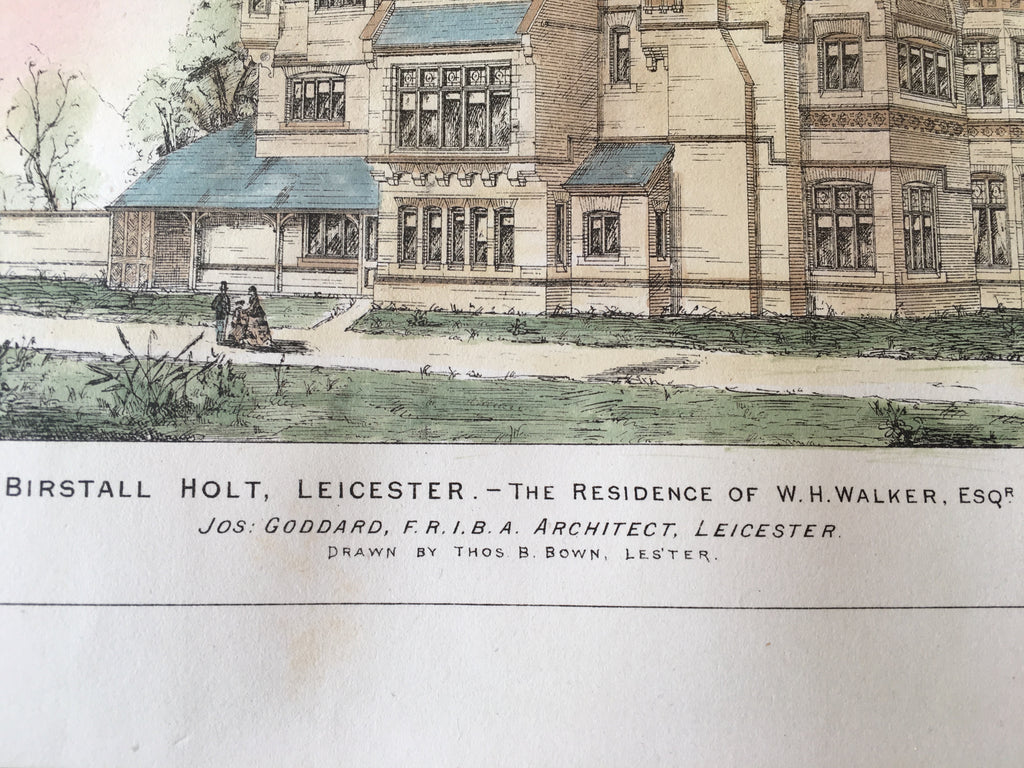 BIRSTALL HOLT, LEICESTER.-THE RESIDENCE OF W.H.WALKER, ESQR
JOS: GODDARD, F.R.I.B.A. ARCHITECT, LEICESTER.
DRAWN BY THOS B. BOWN, LES'TER.